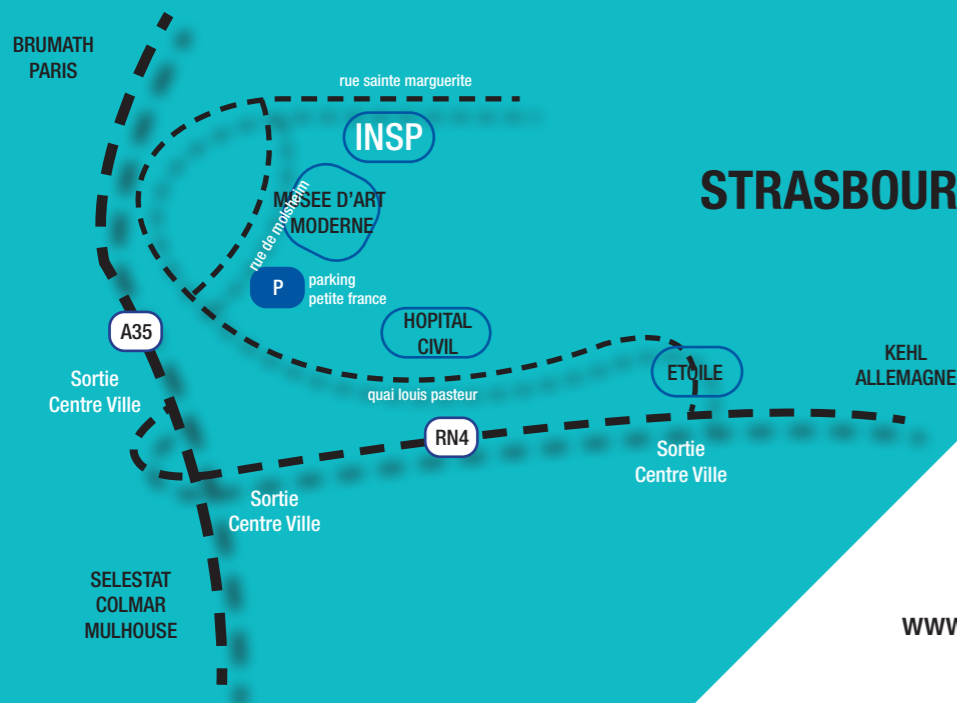 BRUMATH
PARIS
rue sainte marguerite
INSP
STRASBOUR
MUSEE D'ART
MODERNE
rue de molsheim
P
parking
petite france
A35
HOPITAL
CIVIL
ETOILE
KEHL
ALLEMAGNE
Sortie
Centre Ville
quai louis pasteur
RN4
Sortie
Centre Ville
Sortie
Centre Ville
SELESTAT
COLMAR
MULHOUSE
WWW